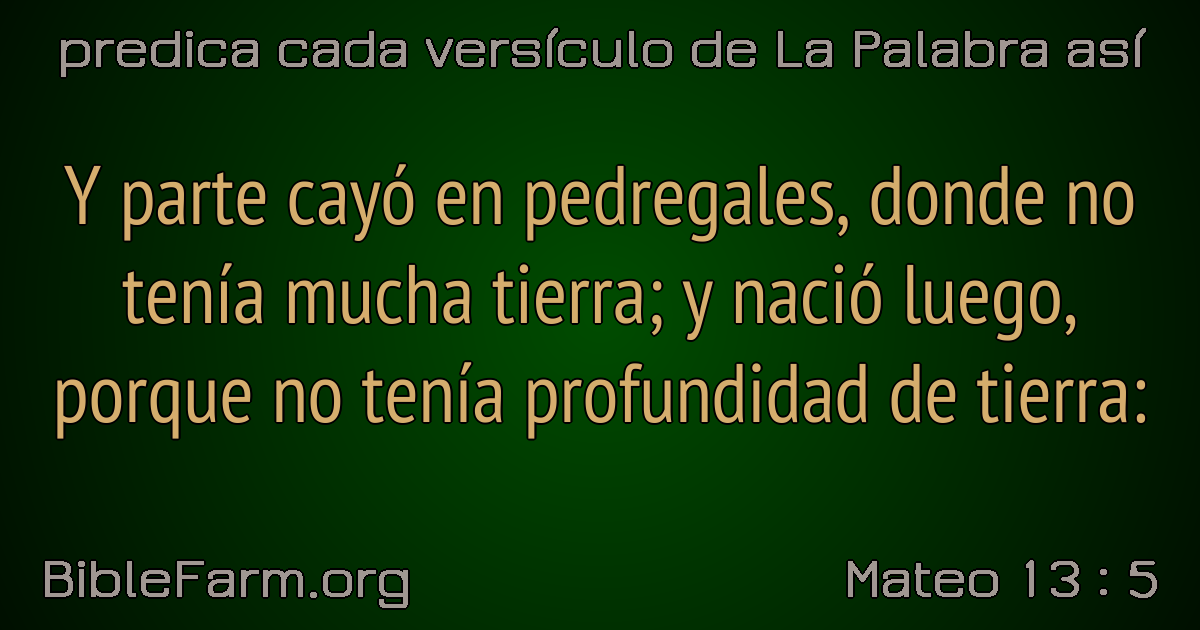 predica cada versículo de La Palabra así
Y parte cayó en pedregales, donde no
tenía mucha tierra; y nació luego,
porque no tenía profundidad de tierra:
BibleFarm.org
Mateo 13 : 5